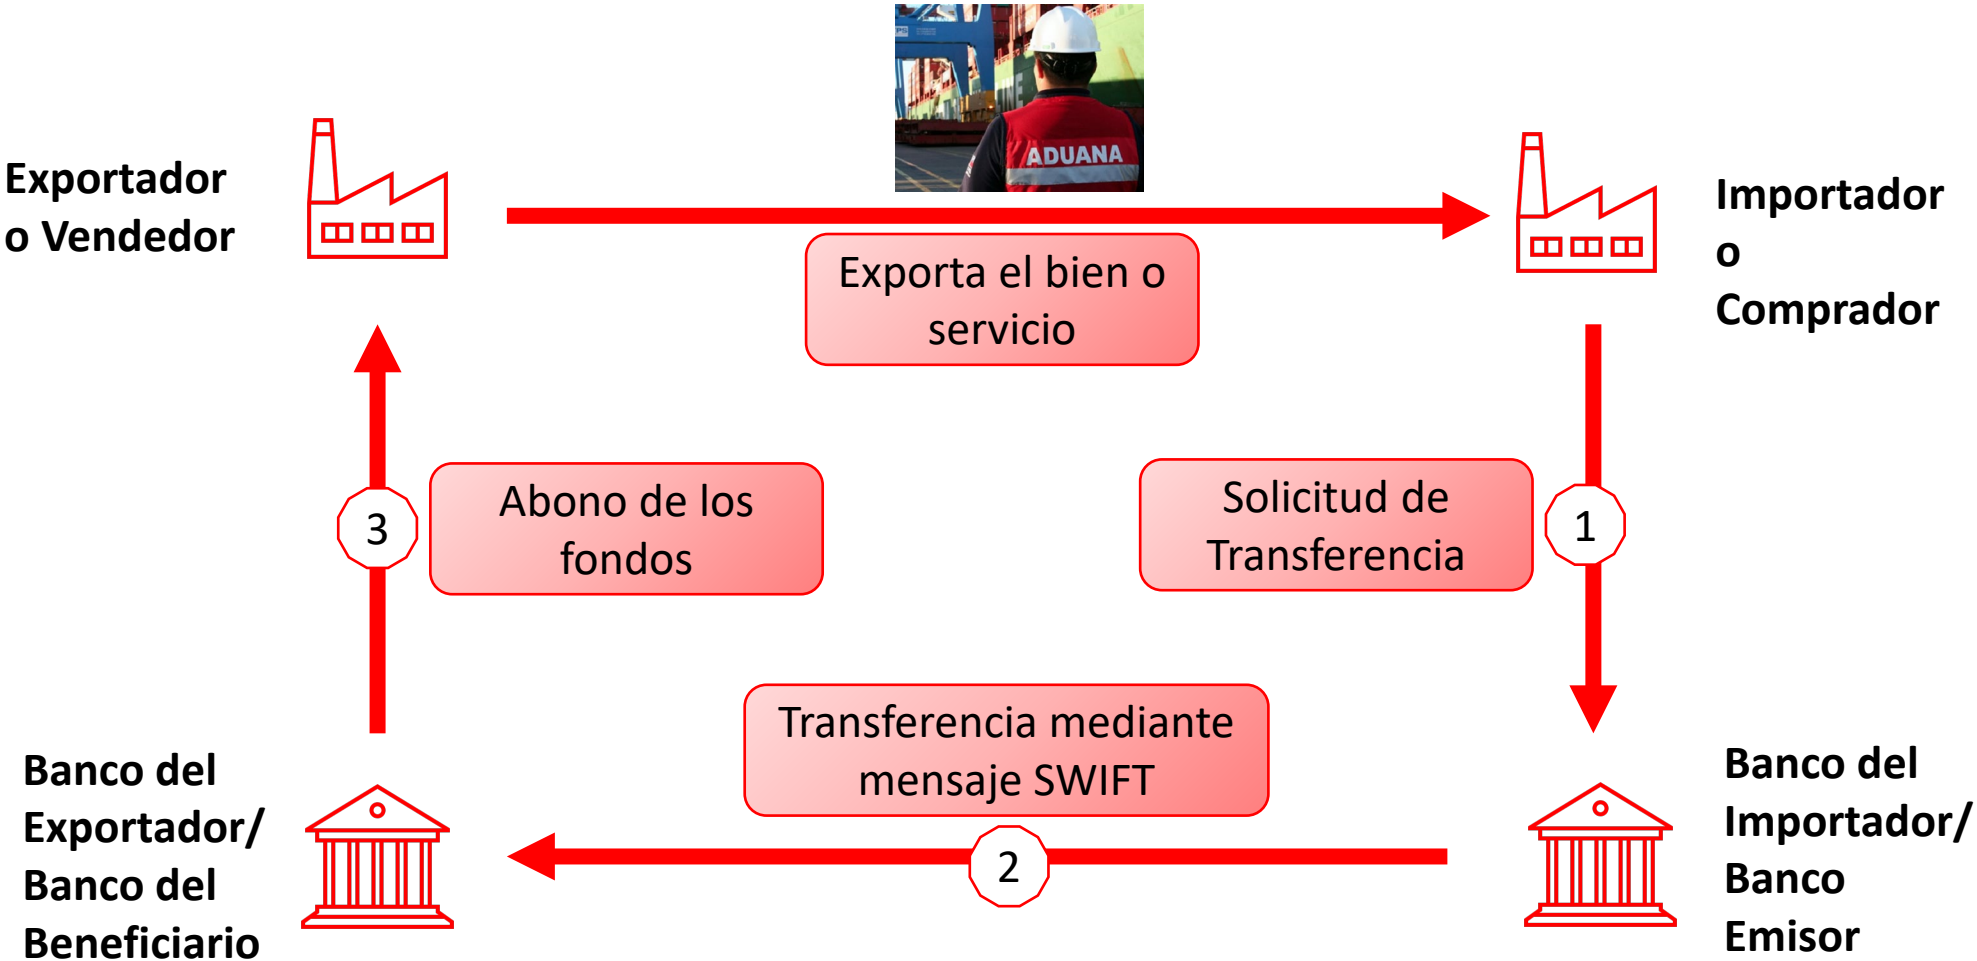 ADUANA
Exportador
o Vendedor
Exporta el bien o
servicio
Importador
o
Comprador
3
Abono de los
fondos
Solicitud de
Transferencia
1
Transferencia mediante
mensaje SWIFT
2
Banco del
Exportador/
Banco del
Beneficiario
Banco del
Importador/
Banco
Emisor